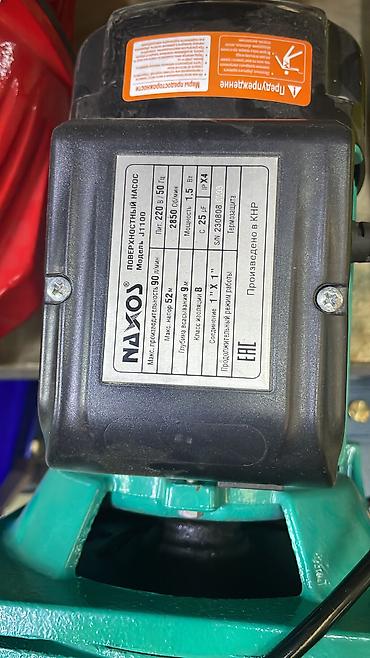 Предупреждение
Меры предосторожности
NAXOS
ПОВЕРХНОСТНЫЙ НАСОС
Модель J1100
Макс. производительность 90 л/мин
Пит. 220 В / 50 Гц
Макс. напор 52 м
2850 Об/мин
Глубина всасывания 9 м
Мощность 1,5 Вт
Класс изоляции B
C 25 μF
IP X4
Соединение 1" X 1"
S/N 230808
Продолжительный режим работы
Термозащита
EAC
Произведено в КНР